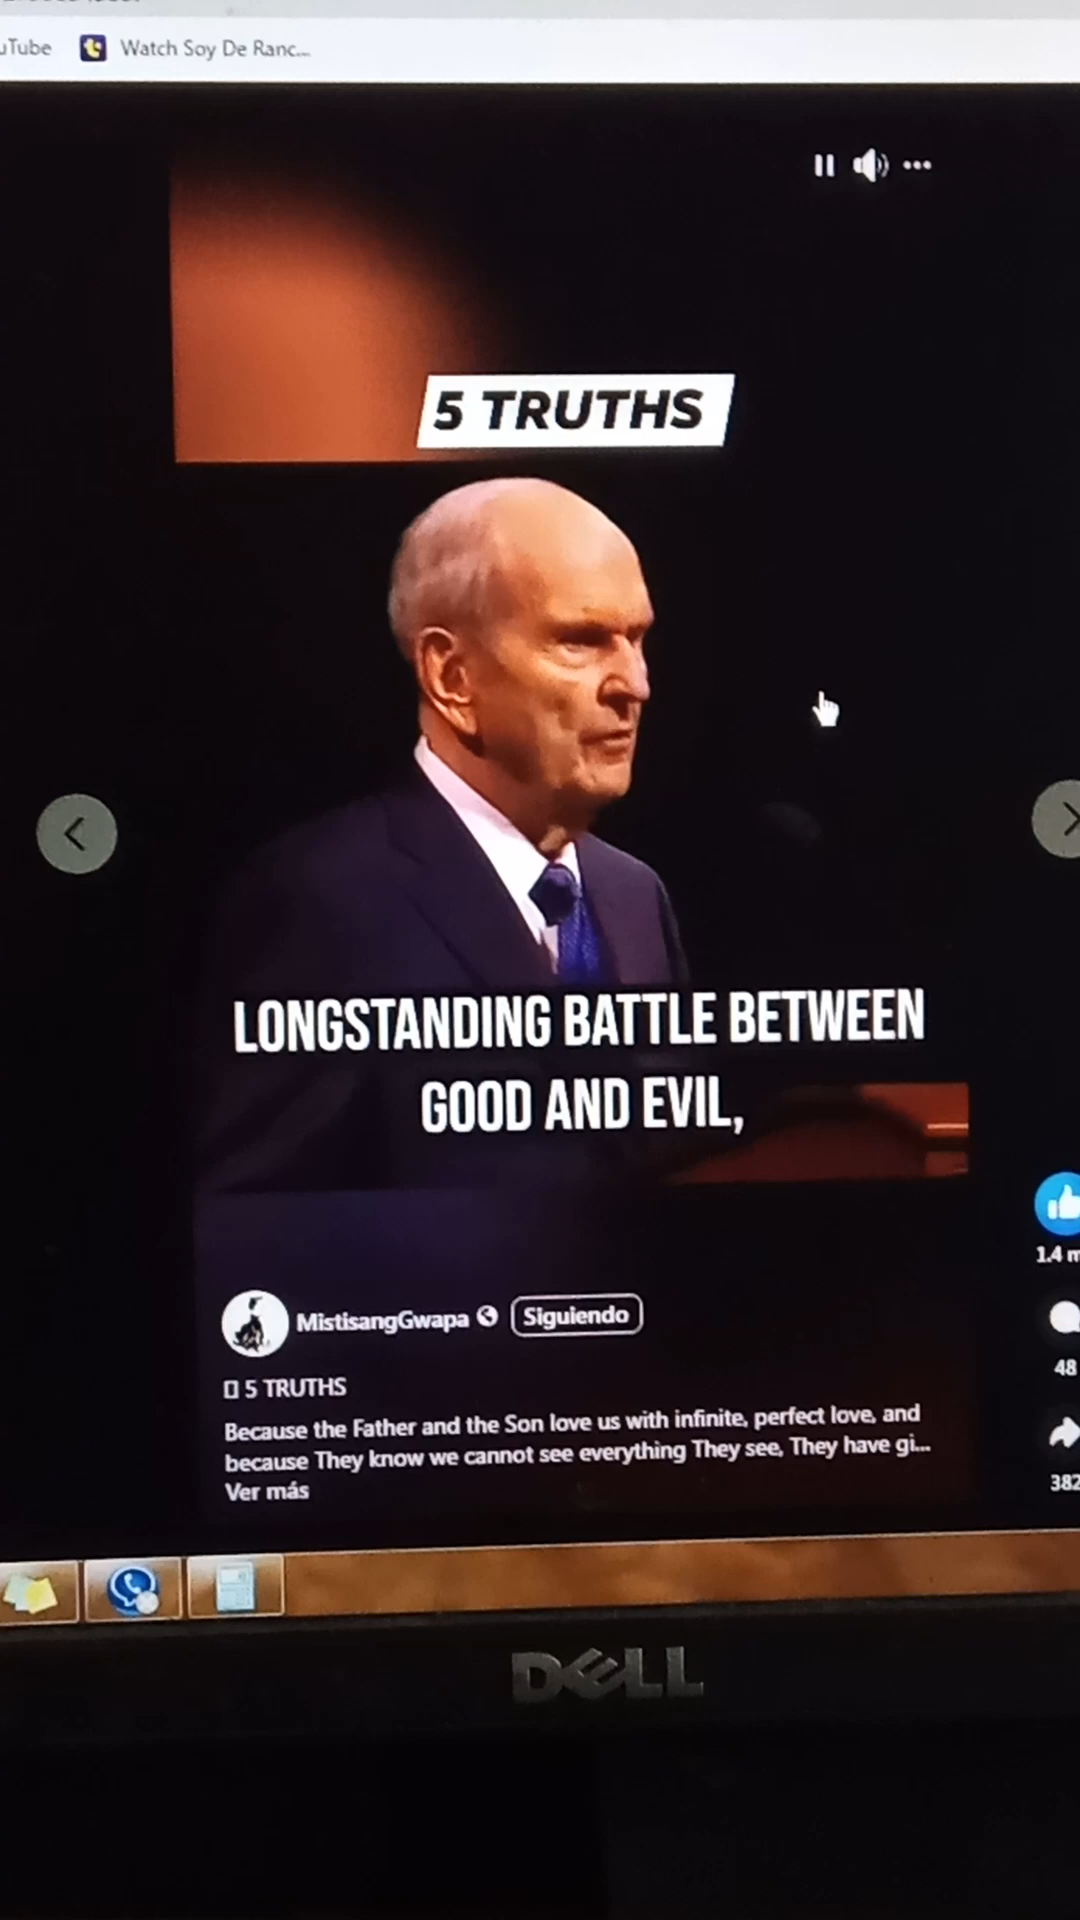 Watch Soy De Ranc...
5 TRUTHS
LONGSTANDING BATTLE BETWEEN
GOOD AND EVIL,
MistisangGwapa
Siguiendo
5 TRUTHS
Because the Father and the Son love us with infinite, perfect love, and
because They know we cannot see everything They see, They have gi...
Ver más
1.4 m
48
382
DELL